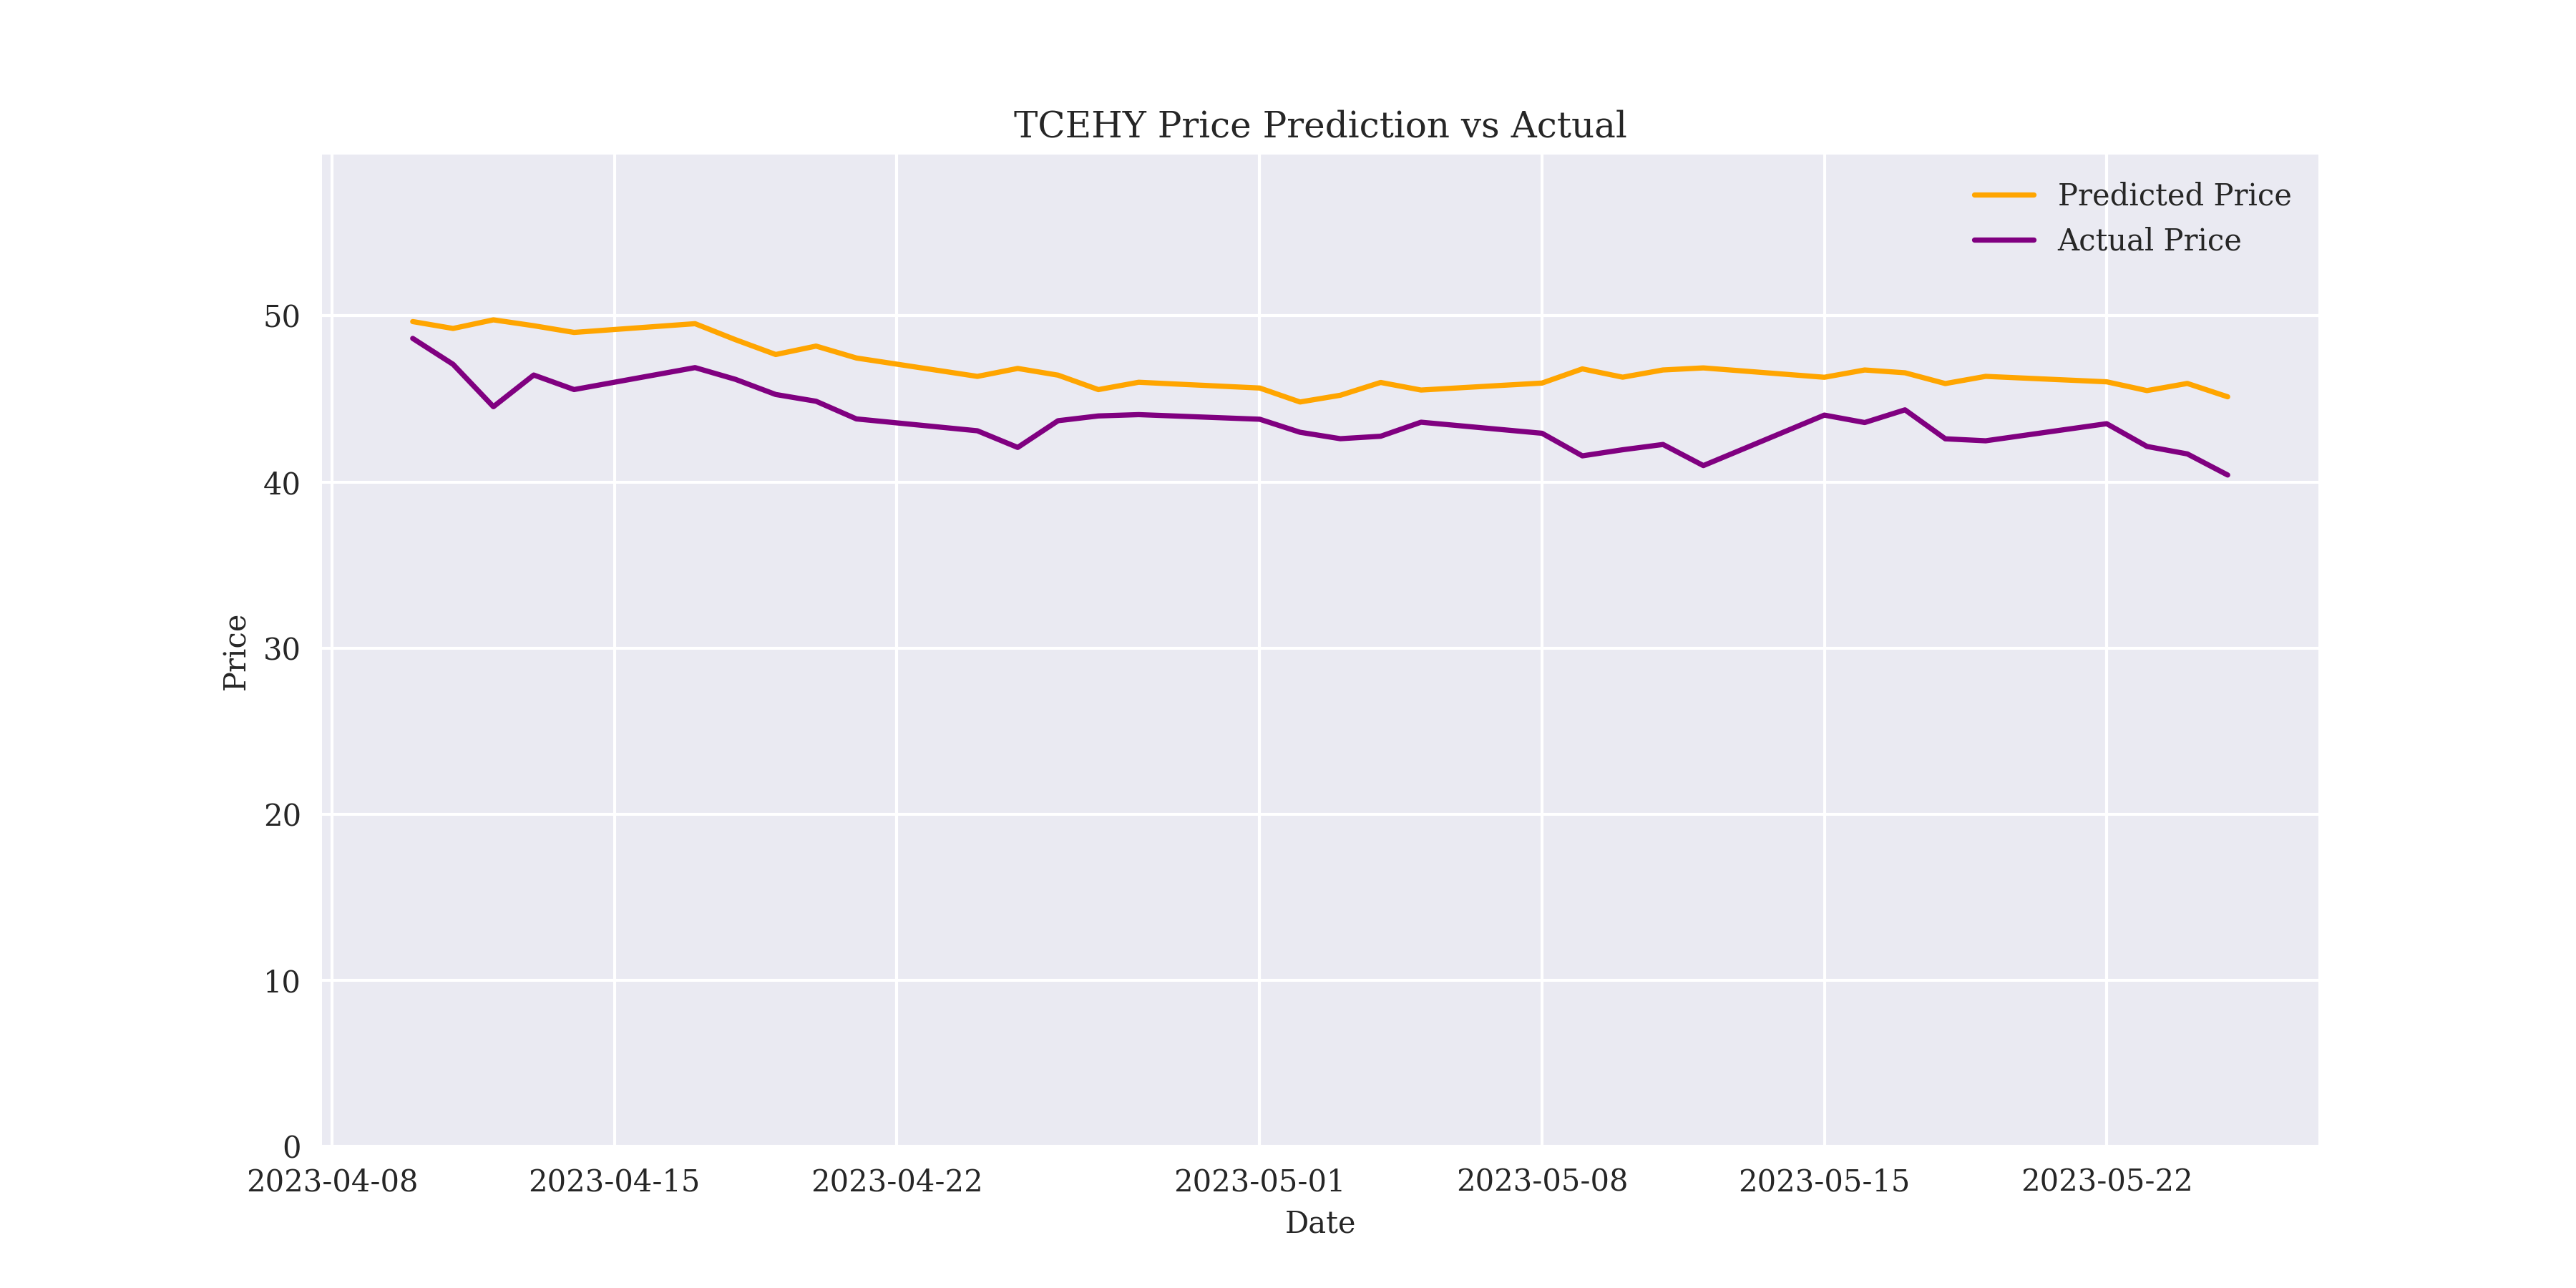 TCEHY Price Prediction vs Actual
Predicted Price
Actual Price
50
40
30
20
10
0
Price
2023-04-08
2023-04-15
2023-04-22
2023-05-01
2023-05-08
2023-05-15
2023-05-22
Date